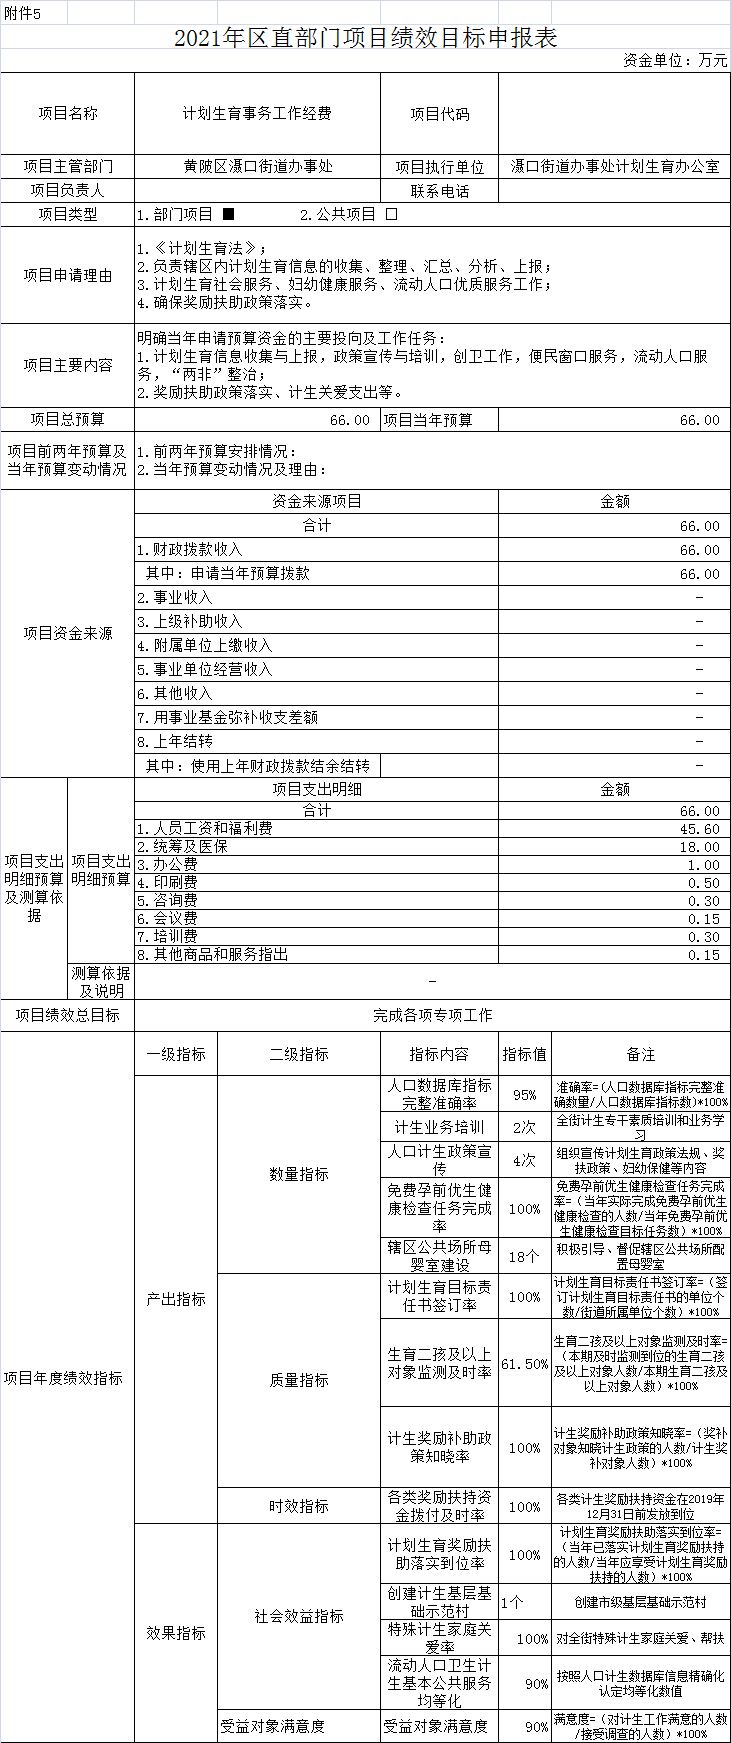 附件5
2021年区直部门项目绩效目标申报表
资金单位：万元
项目名称 计划生育事务工作经费 项目代码
项目主管部门 黄陂区滠口街道办事处 项目执行单位 滠口街道办事处计划生育办公室
项目负责人 联系电话
项目类型 1.部门项目 ■ 2.公共项目 □
项目申请理由
1.《计划生育法》；
2.负责辖区内计划生育信息的收集、整理、汇总、分析、上报；
3.计划生育社会服务、妇幼健康服务、流动人口优质服务工作；
4.确保奖励扶助政策落实。
项目主要内容
明确当年申请预算资金的主要投向及工作任务：
1.计划生育信息收集与上报，政策宣传与培训，创卫工作，便民窗口服务，流动人口服
务，“两非”整治；
2.奖励扶助政策落实、计生关爱支出等。
项目总预算 66.00 项目当年预算 66.00
项目前两年预算及
当年预算变动情况
1.前两年预算安排情况：
2.当年预算变动情况及理由：
项目资金来源
资金来源项目 金额
合计 66.00
1.财政拨款收入 66.00
其中：申请当年预算拨款 66.00
2.事业收入 -
3.上级补助收入 -
4.附属单位上缴收入 -
5.事业单位经营收入 -
6.其他收入 -
7.用事业基金弥补收支差额 -
8.上年结转 -
其中：使用上年财政拨款结余结转 -
项目支出
明细预算
及测算依
据
项目支出
明细预算
项目支出明细 金额
合计 66.00
1.人员工资和福利费 45.60
2.统筹及医保 18.00
3.办公费 1.00
4.印刷费 0.50
5.咨询费 0.30
6.会议费 0.15
7.培训费 0.30
8.其他商品和服务指出 0.15
测算依据
及说明
-
项目绩效总目标 完成各项专项工作
项目年度绩效指标
一级指标 二级指标 指标内容 指标值 备注
产出指标
数量指标
人口数据库指标
完整准确率
95%
准确率=(人口数据库指标完整准
确数量/人口数据库指标数)*100%
计生业务培训 2次
全街计生专干素质培训和业务学
习
人口计生政策宣
传
4次
组织宣传计划生育政策法规、奖
扶政策、妇幼保健等内容
免费孕前优生健
康检查任务完成
率
100%
免费孕前优生健康检查任务完成
率=（当年实际完成免费孕前优生
健康检查的人数/当年免费孕前优
生健康检查目标任务数）*100%
辖区公共场所母
婴室建设
18个
积极引导、督促辖区公共场所配
置母婴室
质量指标
计划生育目标责
任书签订率
100%
计划生育目标责任书签订率=（签
订计划生育目标责任书的单位个
数/街道所属单位个数）*100%
生育二孩及以上
对象监测及时率
61.50%
生育二孩及以上对象监测及时率=
（本期及时监测到位的生育二孩
及以上对象人数/本期生育二孩及
以上对象人数）*100%
计生奖励补助政
策知晓率
100%
计生奖励补助政策知晓率=（奖补
对象知晓计生政策的人数/计生奖
补对象人数）*100%
时效指标
各类奖励扶持资
金拨付及时率
100%
各类计生奖励扶持资金在2019年
12月31日前发放到位
效果指标
社会效益指标
计划生育奖励扶
助落实到位率
100%
计划生育奖励扶助落实到位率=
（当年已落实计划生育奖励扶持
的人数/当年应享受计划生育奖励
扶持的人数）*100%
创建计生基层基
础示范村
1个
创建市级基层基础示范村
特殊计生家庭关
爱率
100%
对全街特殊计生家庭关爱、帮扶
流动人口卫生计
生基本公共服务
均等化
90%
按照人口计生数据库信息精确化
认定均等化数值
受益对象满意度 受益对象满意度 90%
满意度=（对计生工作满意的人数
/接受调查的人数）*100%